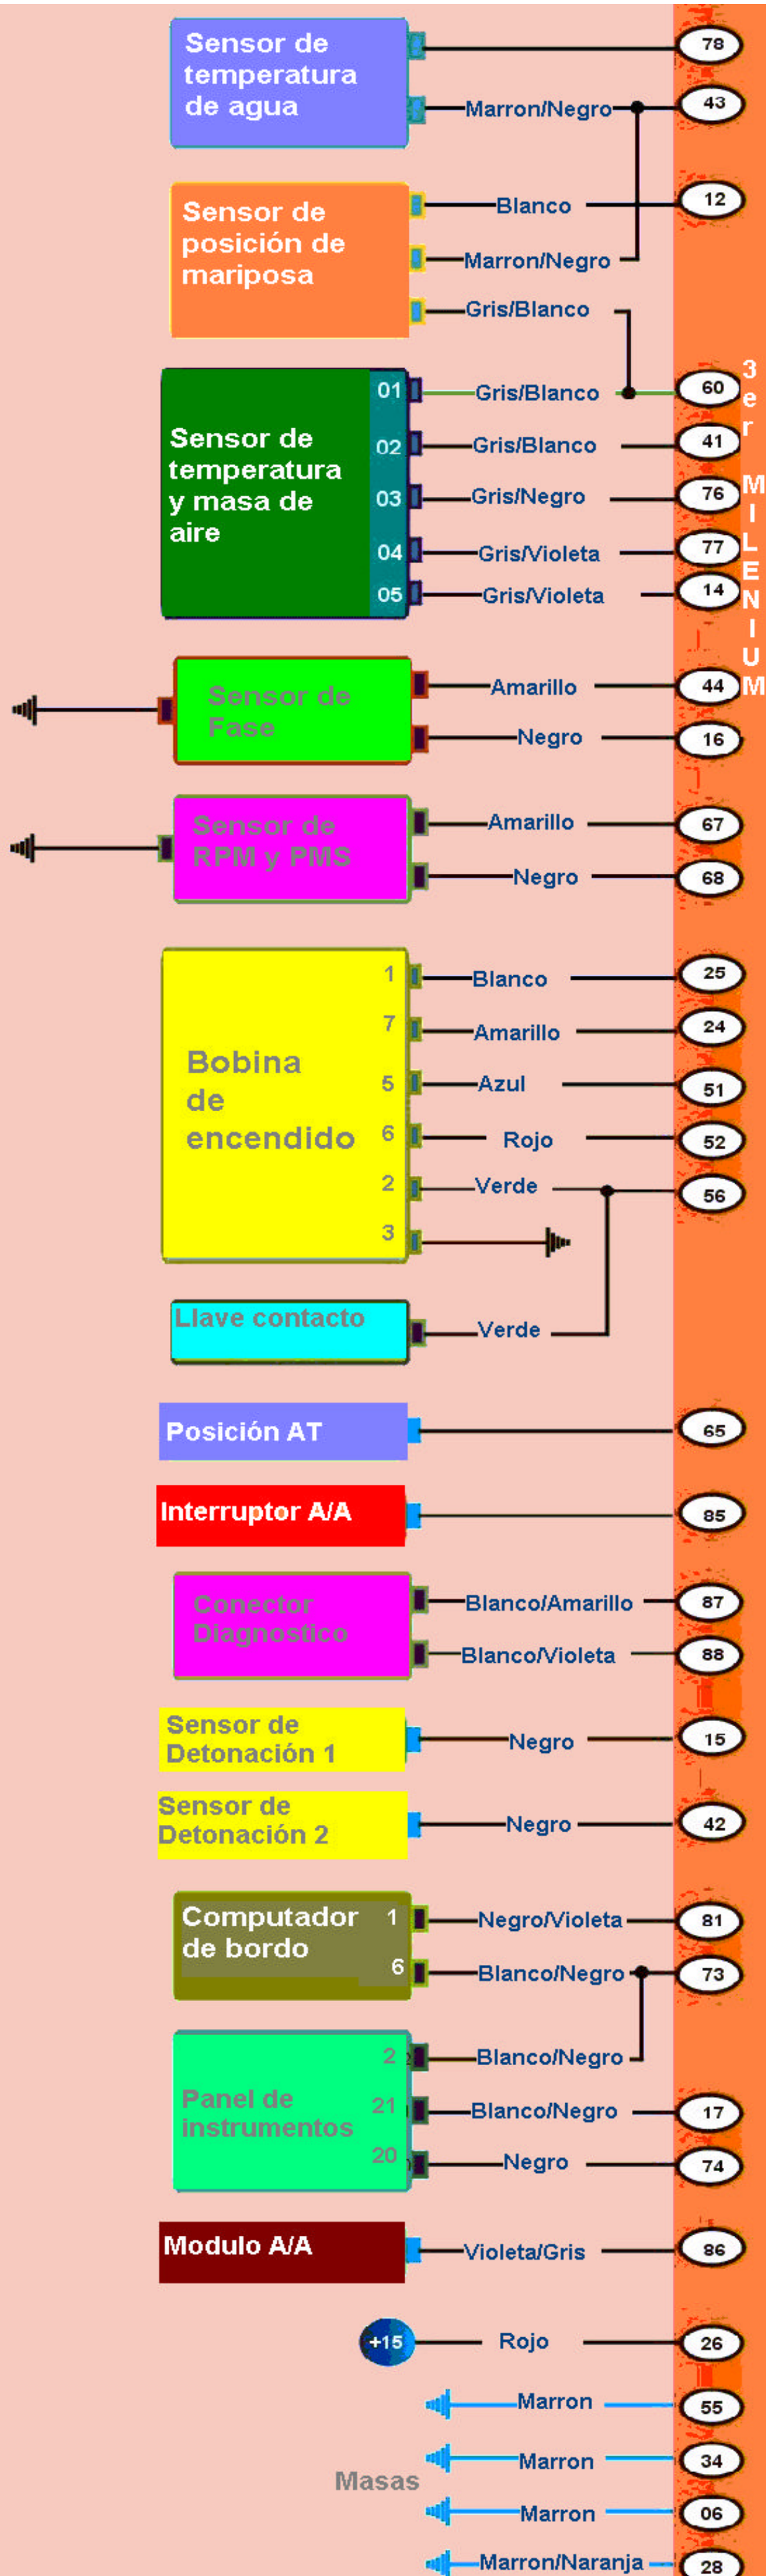 Sensor de
temperatura
de agua
78
Marron/Negro
43
Sensor de
posición de
mariposa
Blanco
12
Marron/Negro
Gris/Blanco
Sensor de
temperatura
y masa de
aire
01
Gris/Blanco
60
02
Gris/Blanco
41
03
Gris/Negro
76
04
Gris/Violeta
77
05
Gris/Violeta
14
3er MILENIUM
Sensor de
Fase
Amarillo
44
Negro
16
Sensor de
RPM y PMS
Amarillo
67
Negro
68
Bobina
de
encendido
1
Blanco
25
7
Amarillo
24
5
Azul
51
6
Rojo
52
2
Verde
56
3
Llave contacto
Verde
Posición AT
65
Interruptor A/A
85
Conector
Diagnostico
Blanco/Amarillo
87
Blanco/Violeta
88
Sensor de
Detonación 1
Negro
15
Sensor de
Detonación 2
Negro
42
Computador
de bordo
1
Negro/Violeta
81
6
Blanco/Negro
73
Panel de
instrumentos
2
Blanco/Negro
21
Blanco/Negro
17
20
Negro
74
Modulo A/A
Violeta/Gris
86
+15
Rojo
26
Masas
Marron
55
Marron
34
Marron
06
Marron/Naranja
28